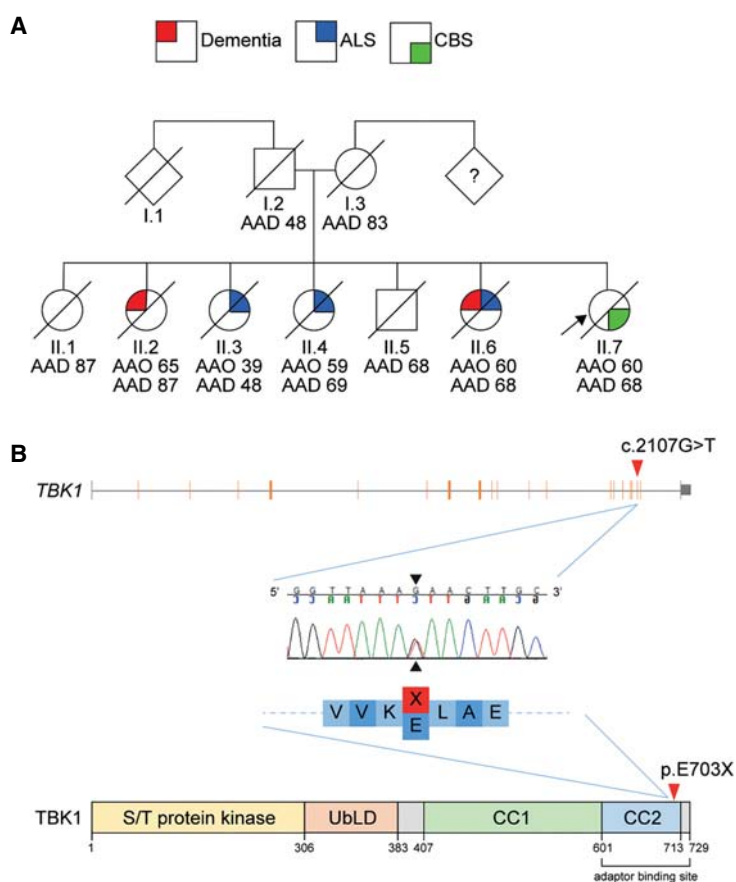 A
Dementia ALS CBS
?
I.1
I.2 I.3
AAD 48 AAD 83
II.1 II.2 II.3 II.4 II.5 II.6 II.7
AAD 87 AAO 65 AAO 39 AAO 59 AAD 68 AAO 60 AAO 60
AAD 87 AAD 48 AAD 69 AAD 68 AAD 68
B
c.2107G>T
TBK1
5' G G T T A A A G A A C T T G C 3'
X
V V K E L A E
p.E703X
TBK1 S/T protein kinase UbLD CC1 CC2
1 306 383 407 601 713 729
adaptor binding site